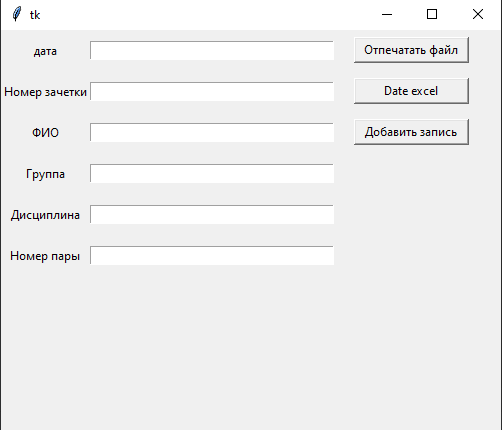 tk
дата
Отпечатать файл
Номер зачетки
Date excel
ФИО
Добавить запись
Группа
Дисциплина
Номер пары